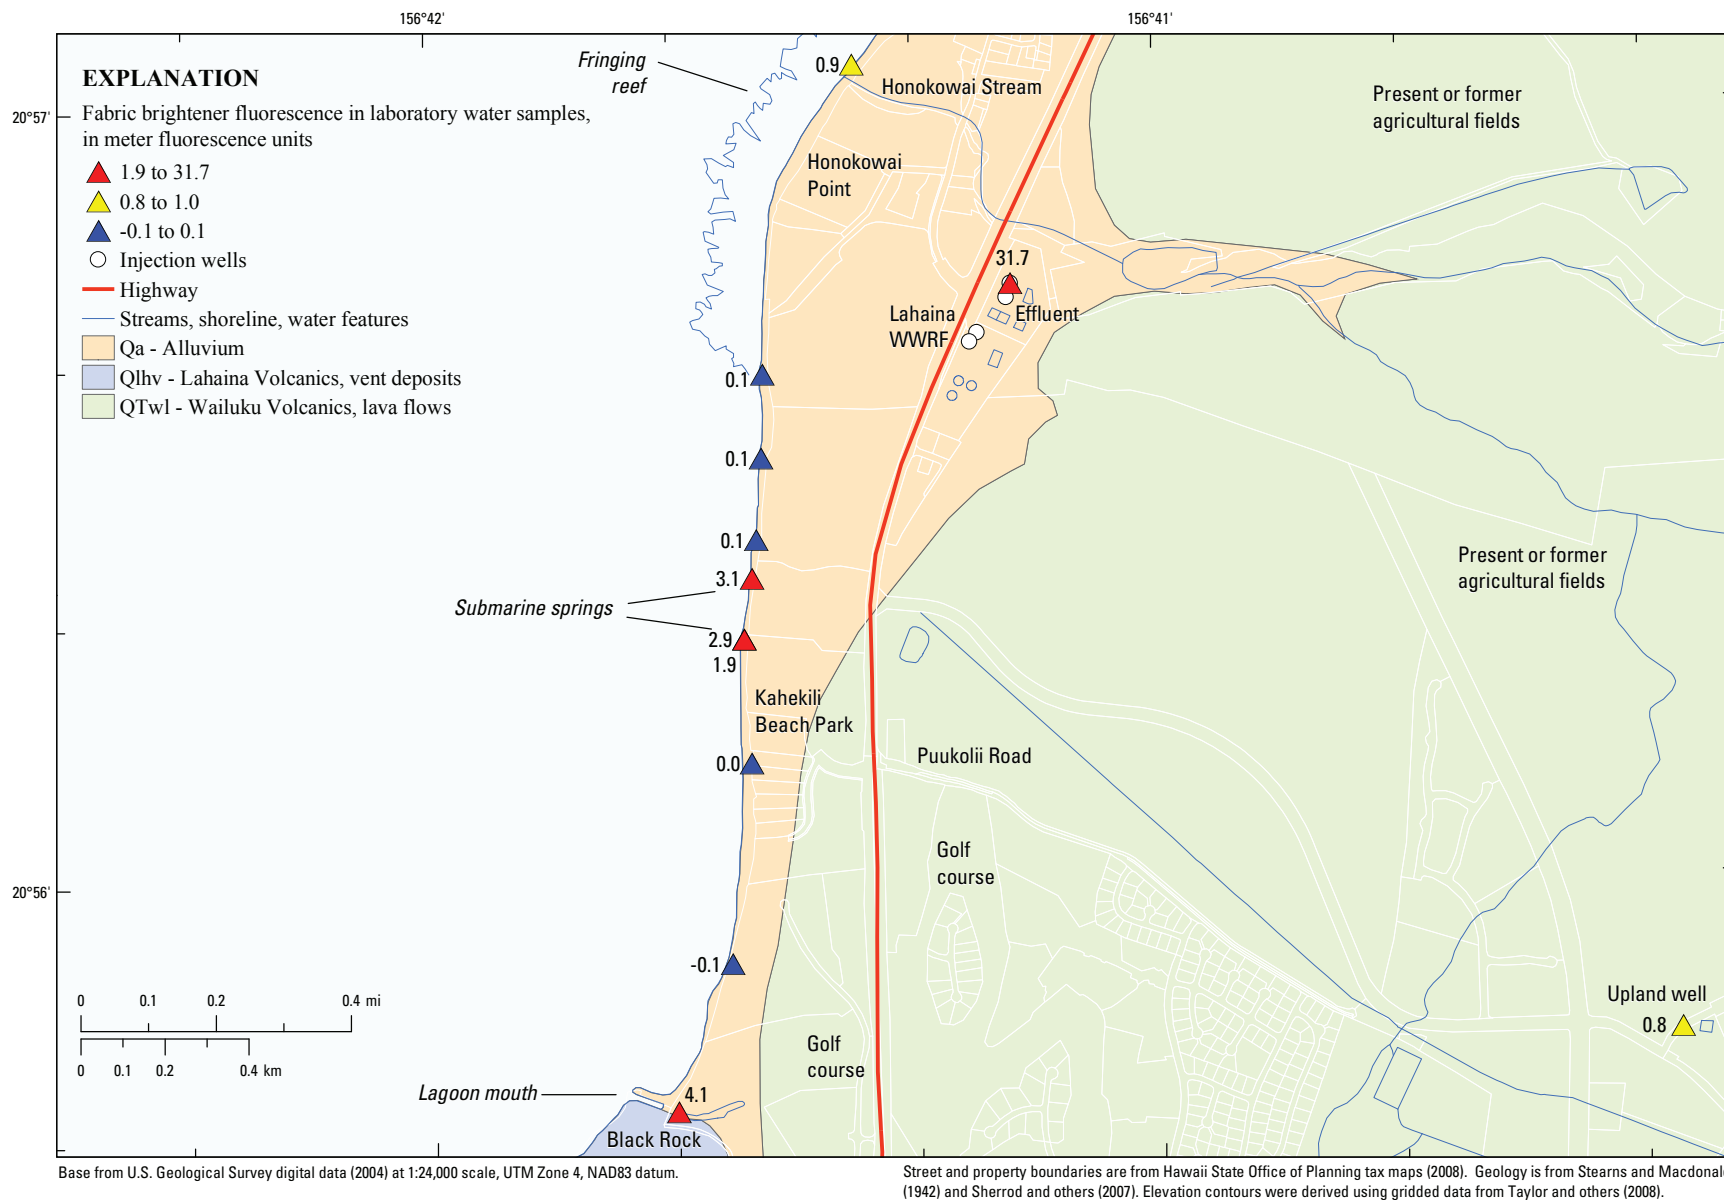 156°42'
156°41'
20°57'
20°56'
EXPLANATION
Fabric brightener fluorescence in laboratory water samples,
in meter fluorescence units
1.9 to 31.7
0.8 to 1.0
-0.1 to 0.1
Injection wells
Highway
Streams, shoreline, water features
Qa - Alluvium
Qlhv - Lahaina Volcanics, vent deposits
QTwl - Wailuku Volcanics, lava flows
Fringing
reef
0.9
Honokowai Stream
Present or former
agricultural fields
Honokowai
Point
31.7
Lahaina
WWRF
Effluent
0.1
0.1
0.1
3.1
Submarine springs
2.9
1.9
Present or former
agricultural fields
Kahekili
Beach Park
0.0
Puukolii Road
Golf
course
-0.1
Upland well
0.8
Golf
course
0 0.1 0.2 0.4 mi
0 0.1 0.2 0.4 km
Lagoon mouth
4.1
Black Rock
Base from U.S. Geological Survey digital data (2004) at 1:24,000 scale, UTM Zone 4, NAD83 datum.
Street and property boundaries are from Hawaii State Office of Planning tax maps (2008). Geology is from Stearns and Macdonal
(1942) and Sherrod and others (2007). Elevation contours were derived using gridded data from Taylor and others (2008).